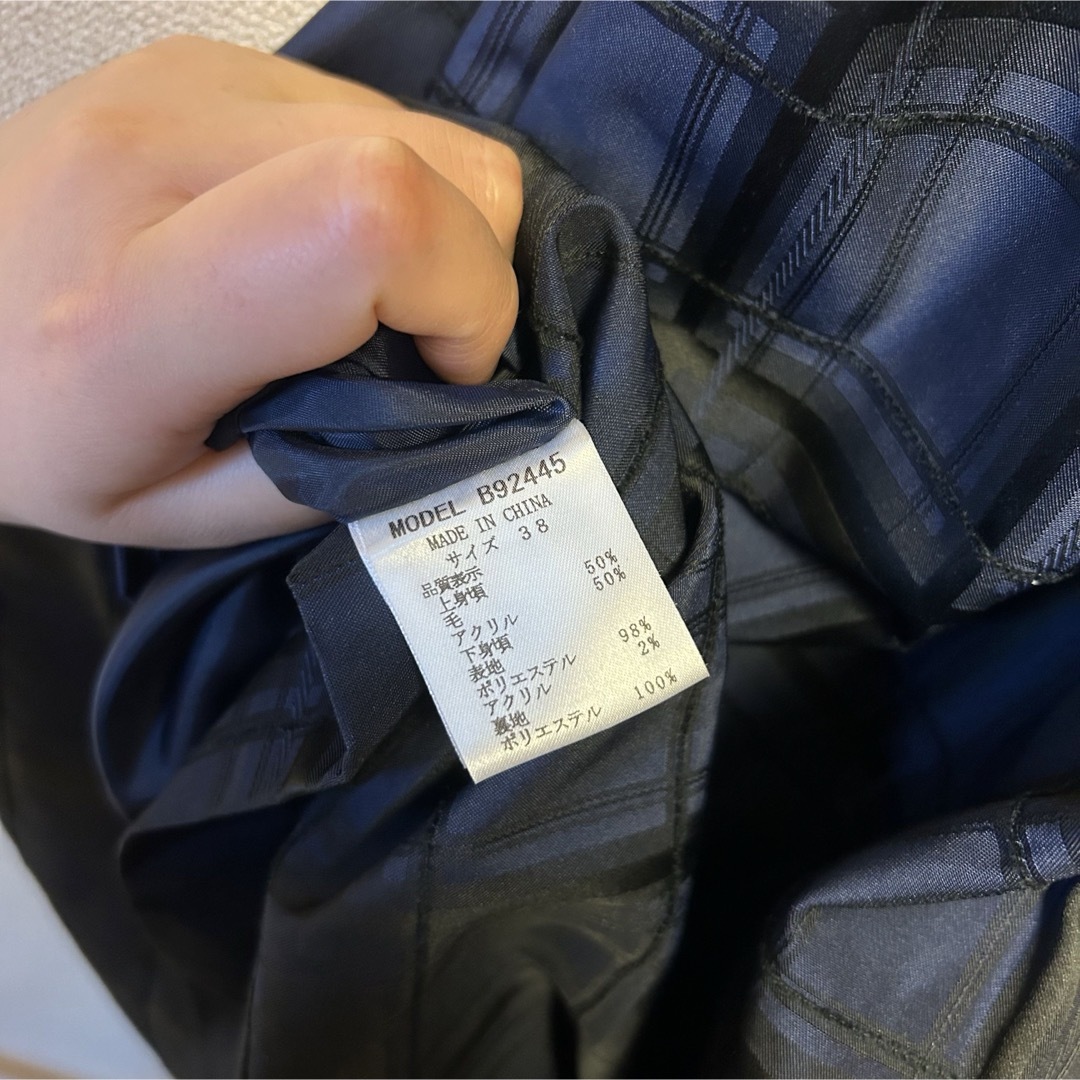 MODEL B92445
MADE IN CHINA
サイズ 38
品質表示
上身頃
毛 50%
アクリル 50%
下身頃
表地
ポリエステル 98%
アクリル 2%
裏地
ポリエステル 100%